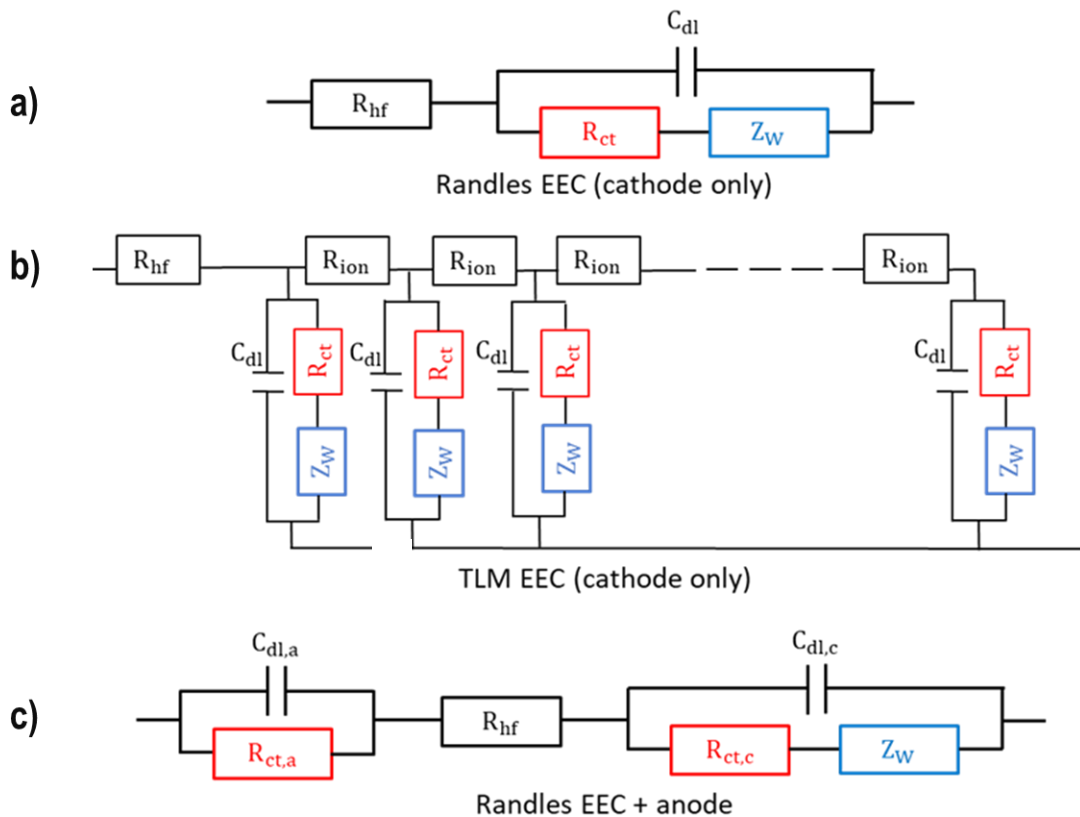 a)
C_dl
R_hf
R_ct
Z_W
Randles EEC (cathode only)
b)
R_hf
R_ion
R_ion
R_ion
R_ion
C_dl
R_ct
C_dl
R_ct
C_dl
R_ct
C_dl
R_ct
Z_W
Z_W
Z_W
Z_W
TLM EEC (cathode only)
c)
C_dl,a
C_dl,c
R_hf
R_ct,a
R_ct,c
Z_W
Randles EEC + anode